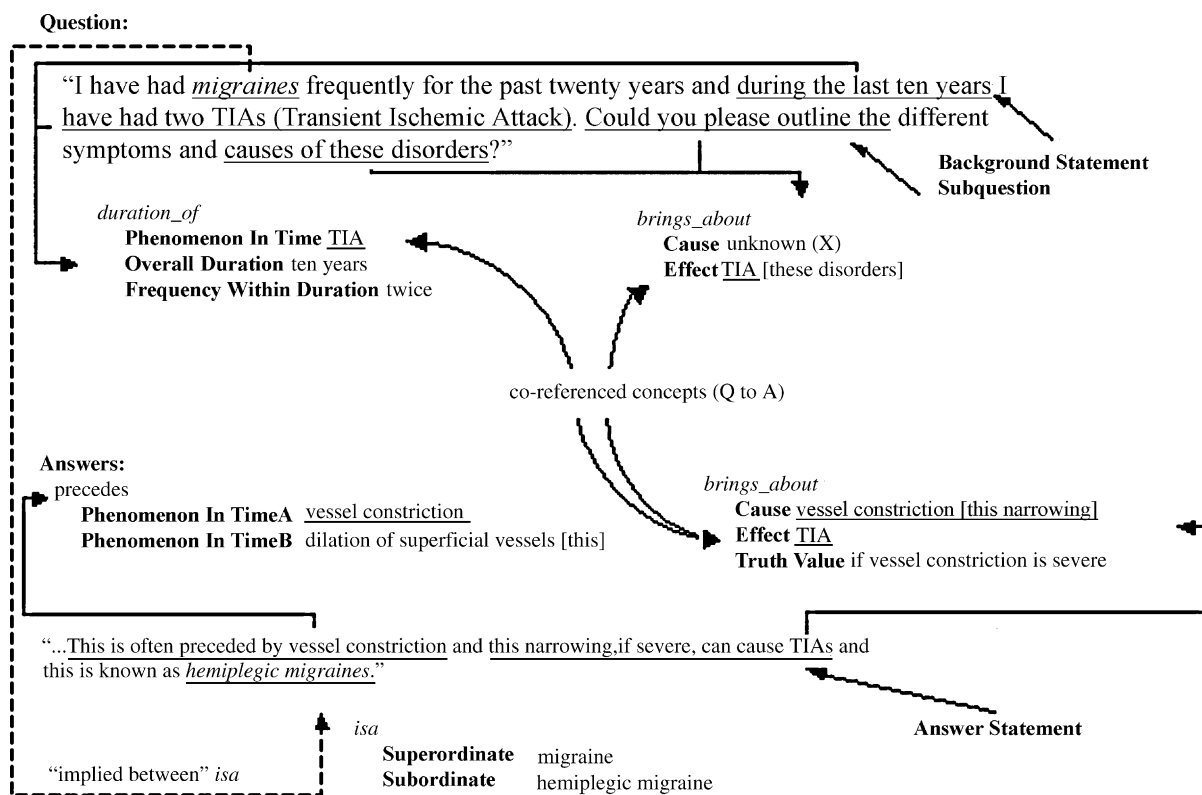 Question:
“I have had migraines frequently for the past twenty years and during the last ten years I
have had two TIAs (Transient Ischemic Attack). Could you please outline the different
symptoms and causes of these disorders?”
Background Statement
Subquestion
duration_of
Phenomenon In Time TIA
Overall Duration ten years
Frequency Within Duration twice
brings_about
Cause unknown (X)
Effect TIA [these disorders]
co-referenced concepts (Q to A)
Answers:
precedes
Phenomenon In TimeA vessel constriction
Phenomenon In TimeB dilation of superficial vessels [this]
brings_about
Cause vessel constriction [this narrowing]
Effect TIA
Truth Value if vessel constriction is severe
“...This is often preceded by vessel constriction and this narrowing,if severe, can cause TIAs and
this is known as hemiplegic migraines.”
Answer Statement
isa
Superordinate migraine
Subordinate hemiplegic migraine
“implied between” isa